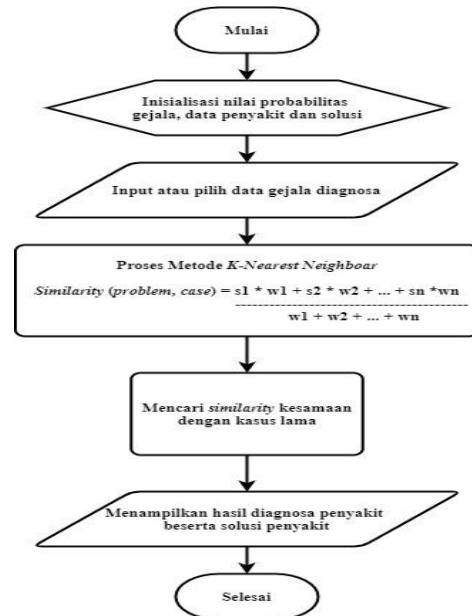 Mulai
Inisialisasi nilai probabilitas
gejala, data penyakit dan solusi
Input atau pilih data gejala diagnosa
Proses Metode K-Nearest Neighboar
Similarity (problem, case) = s1 * w1 + s2 * w2 + ... + sn *wn
w1 + w2 + ... + wn
Mencari similarity kesamaan
dengan kasus lama
Menampilkan hasil diagnosa penyakit
beserta solusi penyakit
Selesai